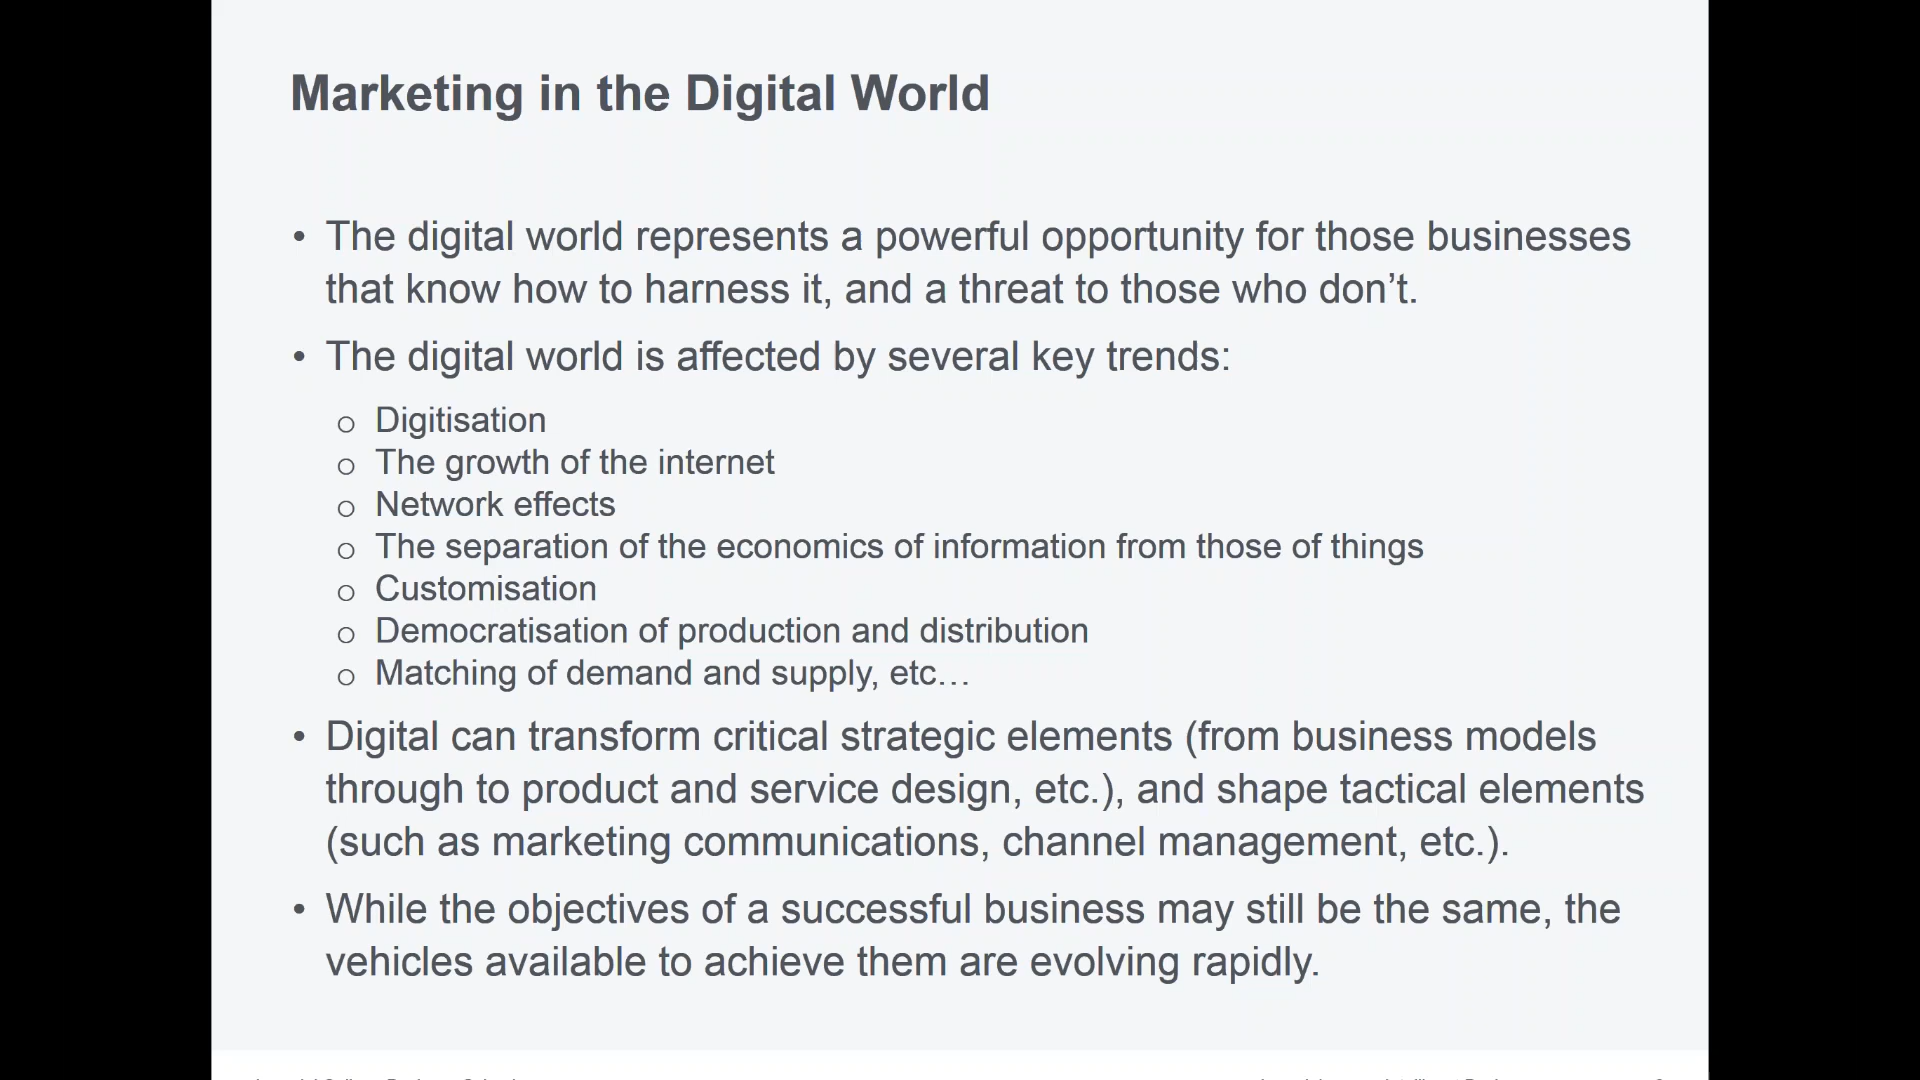 Marketing in the Digital World
• The digital world represents a powerful opportunity for those businesses
that know how to harness it, and a threat to those who don’t.
• The digital world is affected by several key trends:
o Digitisation
o The growth of the internet
o Network effects
o The separation of the economics of information from those of things
o Customisation
o Democratisation of production and distribution
o Matching of demand and supply, etc…
• Digital can transform critical strategic elements (from business models
through to product and service design, etc.), and shape tactical elements
(such as marketing communications, channel management, etc.).
• While the objectives of a successful business may still be the same, the
vehicles available to achieve them are evolving rapidly.